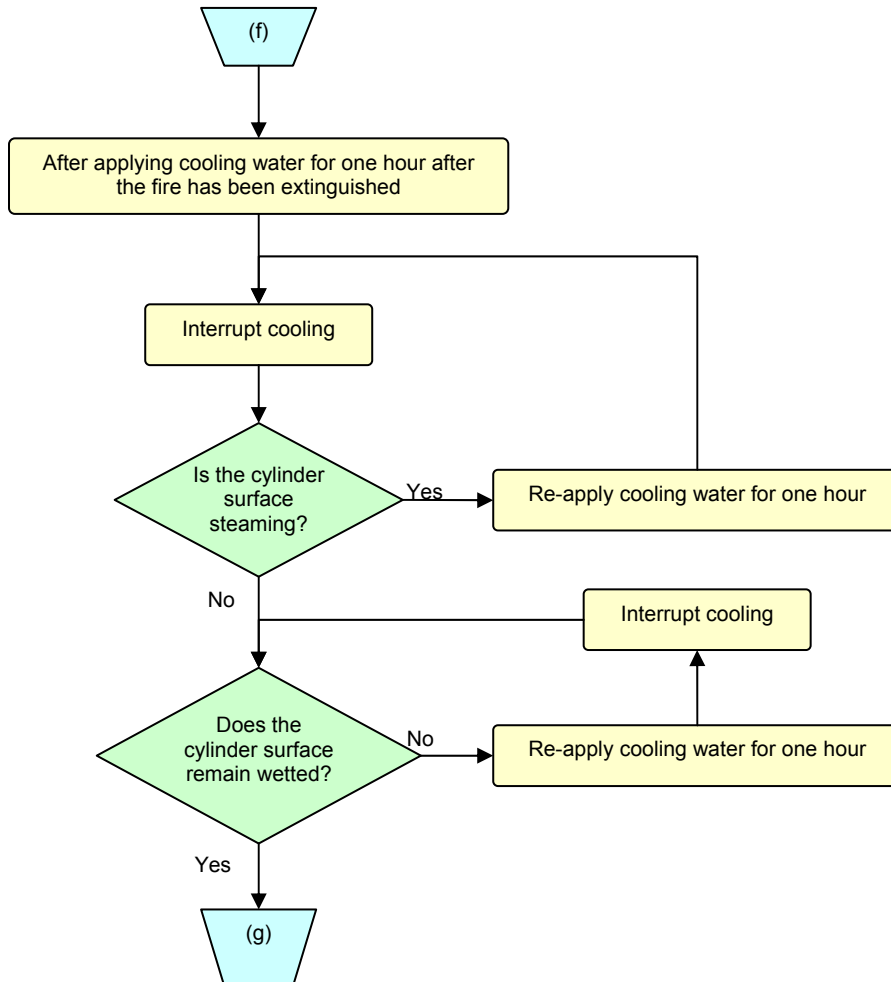 (f)
After applying cooling water for one hour after
the fire has been extinguished
Interrupt cooling
Is the cylinder
surface
steaming?
Yes
Re-apply cooling water for one hour
No
Interrupt cooling
Does the
cylinder surface
remain wetted?
No
Re-apply cooling water for one hour
Yes
(g)